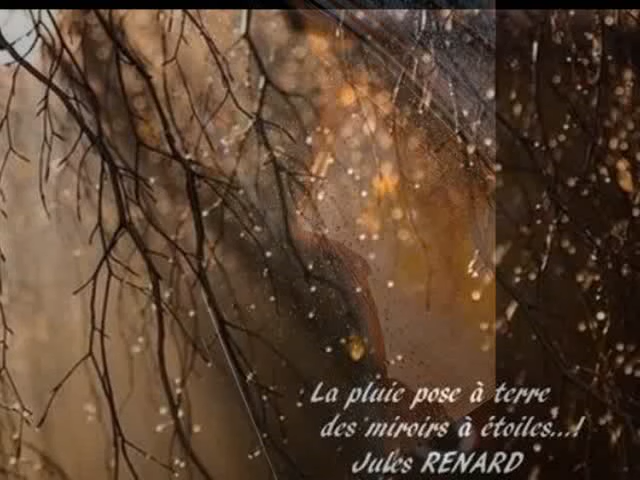 La pluie pose à terre
des miroirs à étoiles...!
Jules RENARD